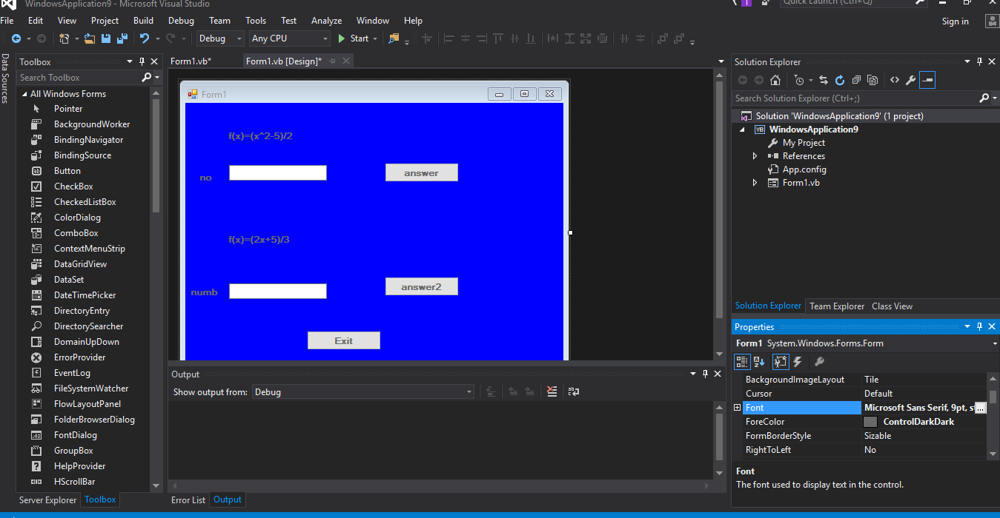 WindowsApplication9 - Microsoft Visual Studio
Quick Launch (Ctrl+Q)
File Edit View Project Build Debug Team Tools Test Analyze Window Help
Sign in
Debug Any CPU Start
Data Sources
Toolbox
Search Toolbox
All Windows Forms
Pointer
BackgroundWorker
BindingNavigator
BindingSource
Button
CheckBox
CheckedListBox
ColorDialog
ComboBox
ContextMenuStrip
DataGridView
DataSet
DateTimePicker
DirectoryEntry
DirectorySearcher
DomainUpDown
ErrorProvider
EventLog
FileSystemWatcher
FlowLayoutPanel
FolderBrowserDialog
FontDialog
GroupBox
HelpProvider
HScrollBar
Server Explorer Toolbox
Form1.vb* Form1.vb [Design]*
Form1
f(x)=(x^2-5)/2
no answer
f(x)=(2x+5)/3
numb answer2
Exit
Output
Show output from: Debug
Error List Output
Solution Explorer
Search Solution Explorer (Ctrl+;)
Solution 'WindowsApplication9' (1 project)
VB WindowsApplication9
My Project
References
App.config
Form1.vb
Solution Explorer Team Explorer Class View
Properties
Form1 System.Windows.Forms.Form
BackgroundImageLayout Tile
Cursor Default
Font Microsoft Sans Serif, 9pt, st ...
ForeColor ControlDarkDark
FormBorderStyle Sizable
RightToLeft No
Font
The font used to display text in the control.